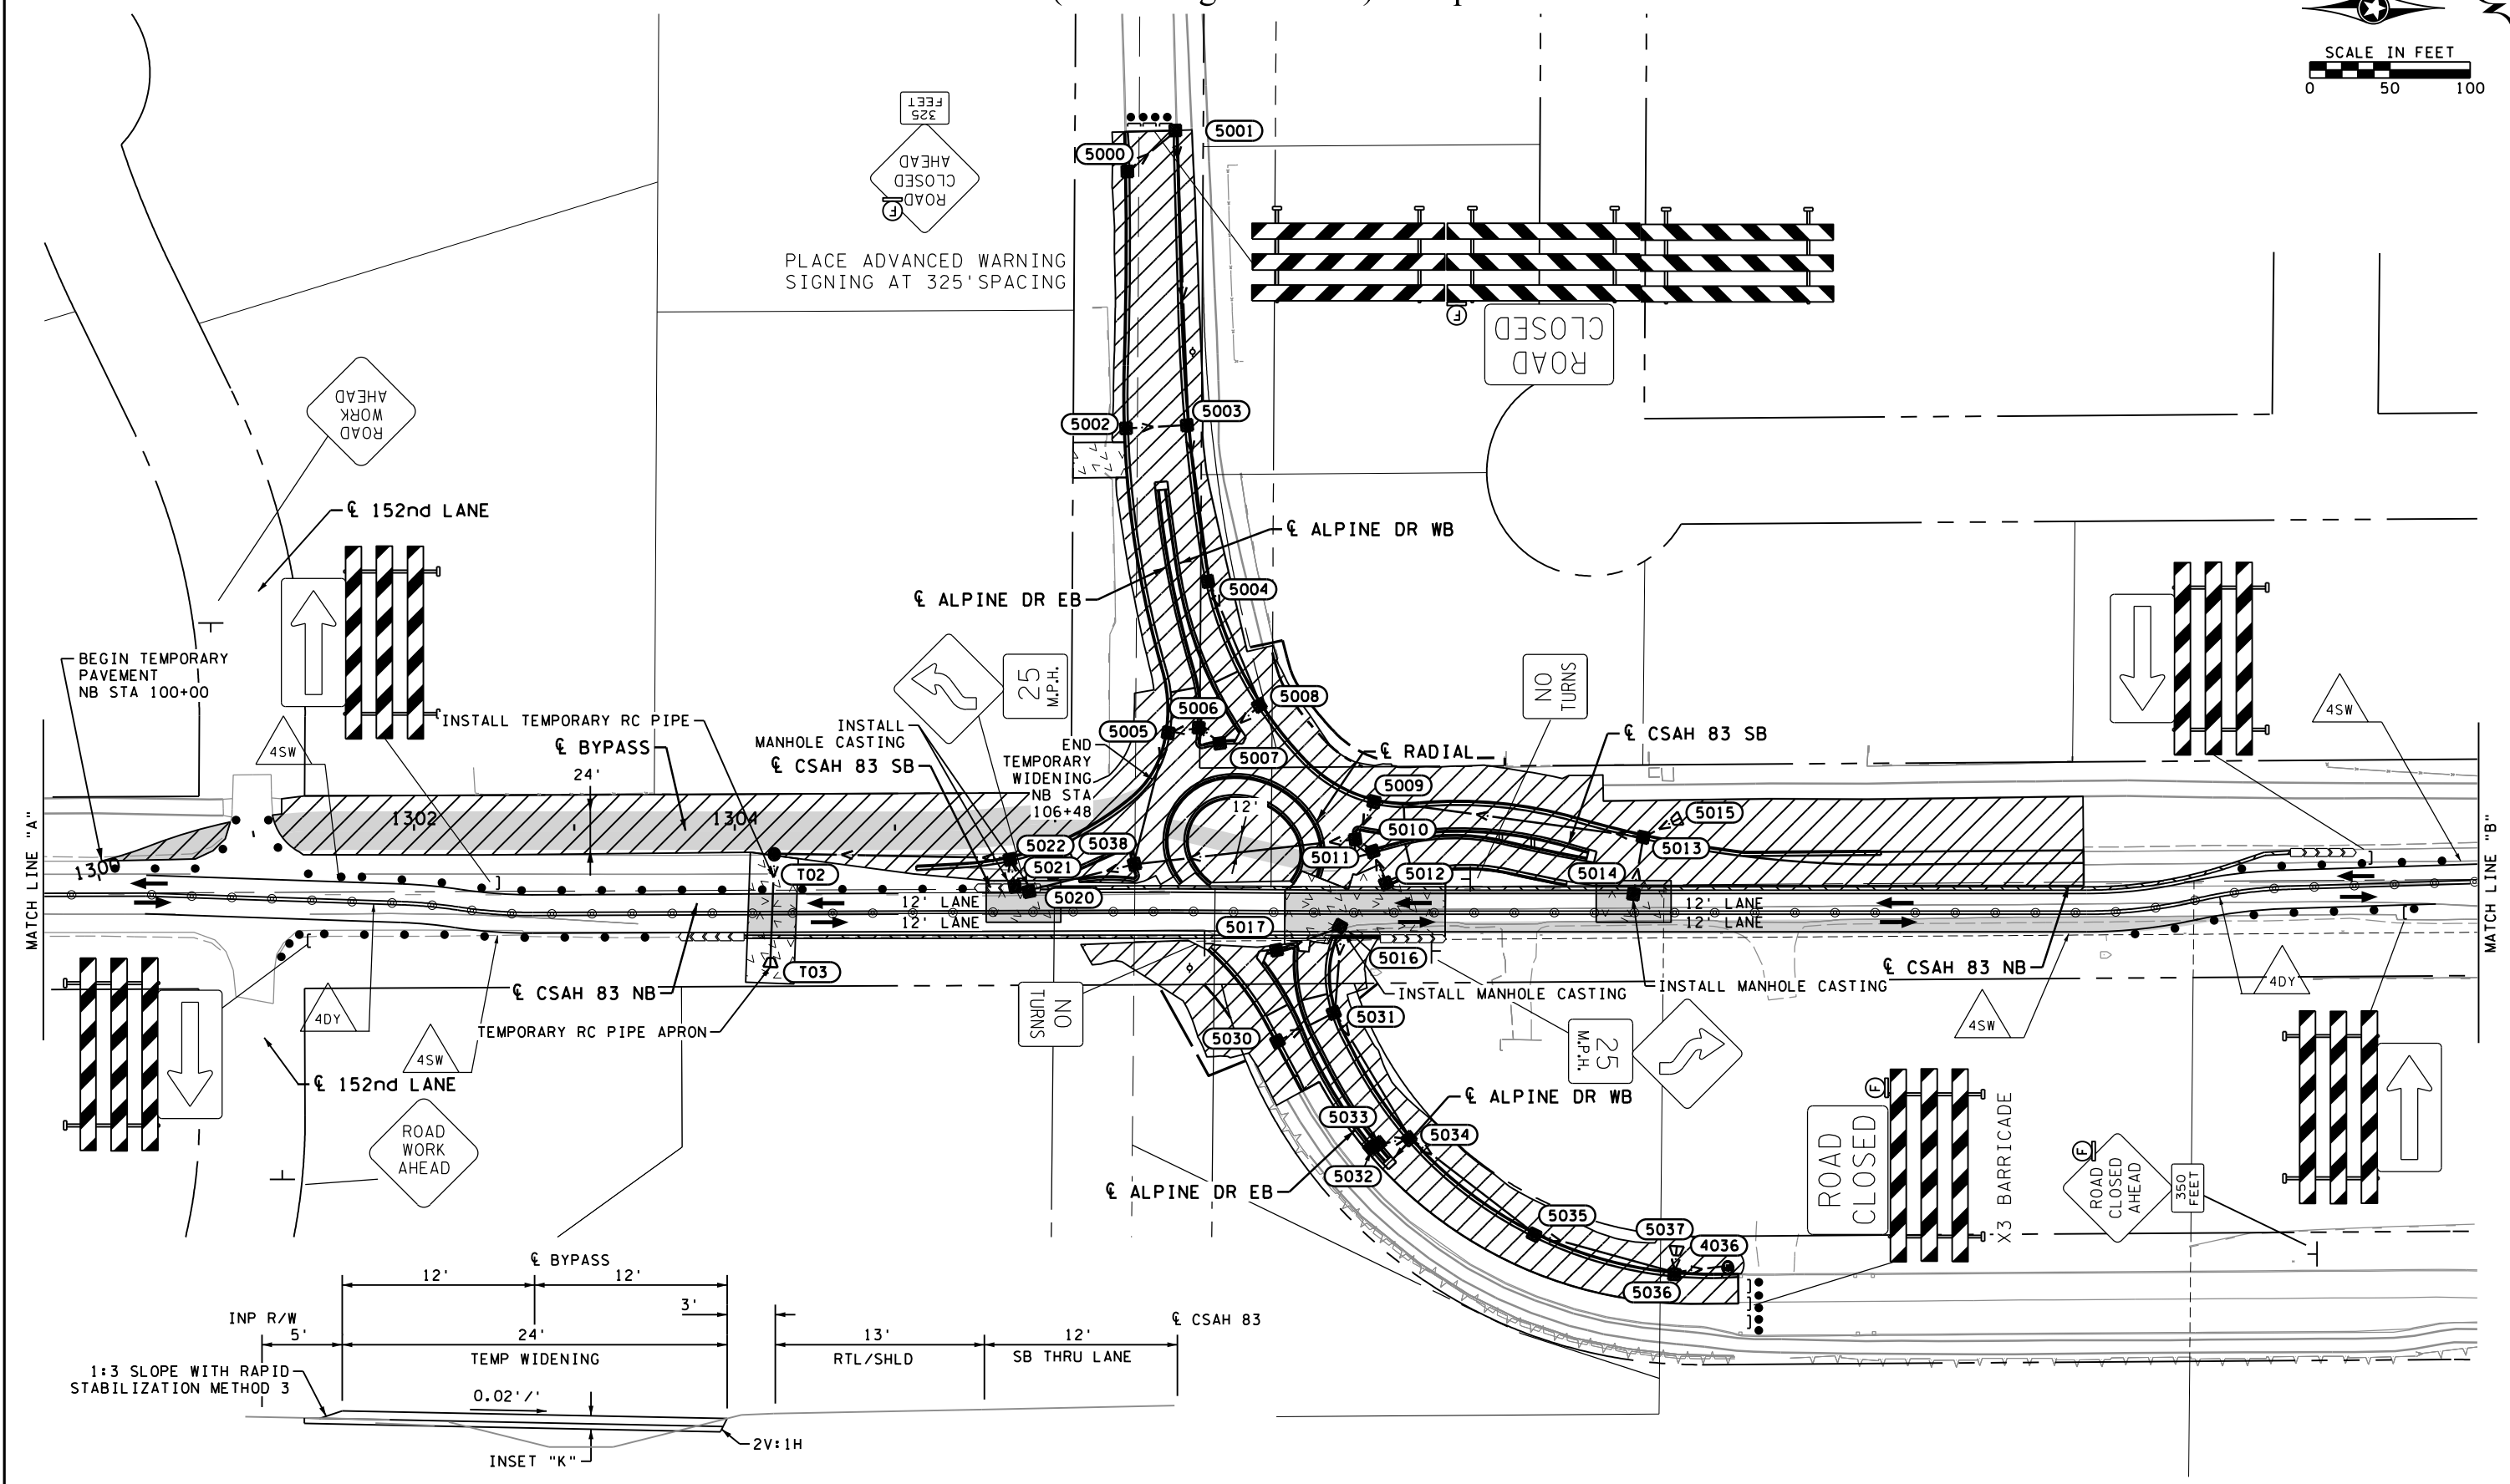 SCALE IN FEET
0 50 100
325
FEET
ROAD
CLOSED
AHEAD
F
PLACE ADVANCED WARNING
SIGNING AT 325' SPACING
5000
5001
F
ROAD
CLOSED
5002
5003
ROAD
WORK
AHEAD
℄ 152nd LANE
℄ ALPINE DR WB
℄ ALPINE DR EB
5004
BEGIN TEMPORARY
PAVEMENT
NB STA 100+00
4SW
INSTALL TEMPORARY RC PIPE
℄ BYPASS
24'
INSTALL
MANHOLE CASTING
℄ CSAH 83 SB
25
M.P.H.
END
TEMPORARY
WIDENING
NB STA
106+48
5005
5006
5007
5008
NO
TURNS
℄ RADIAL
℄ CSAH 83 SB
4SW
5009
5010
5011
5012
5013
5014
5015
12'
1300
1302
1304
5022
5038
5021
5020
T02
MATCH LINE "A"
MATCH LINE "B"
12' LANE
12' LANE
12' LANE
12' LANE
5017
5016
T03
℄ CSAH 83 NB
TEMPORARY RC PIPE APRON
4DY
4SW
℄ 152nd LANE
ROAD
WORK
AHEAD
NO
TURNS
5030
5031
INSTALL MANHOLE CASTING
INSTALL MANHOLE CASTING
℄ CSAH 83 NB
4DY
4SW
25
M.P.H.
℄ ALPINE DR WB
5033
5034
5032
℄ ALPINE DR EB
5035
5037
4036
5036
F
ROAD
CLOSED
X3 BARRICADE
F
ROAD
CLOSED
AHEAD
350
FEET
℄ BYPASS
12' 12'
3'
INP R/W
℄ CSAH 83
5' 24' 13' 12'
TEMP WIDENING RTL/SHLD SB THRU LANE
1:3 SLOPE WITH RAPID
STABILIZATION METHOD 3
0.02'/'
2V:1H
INSET "K"